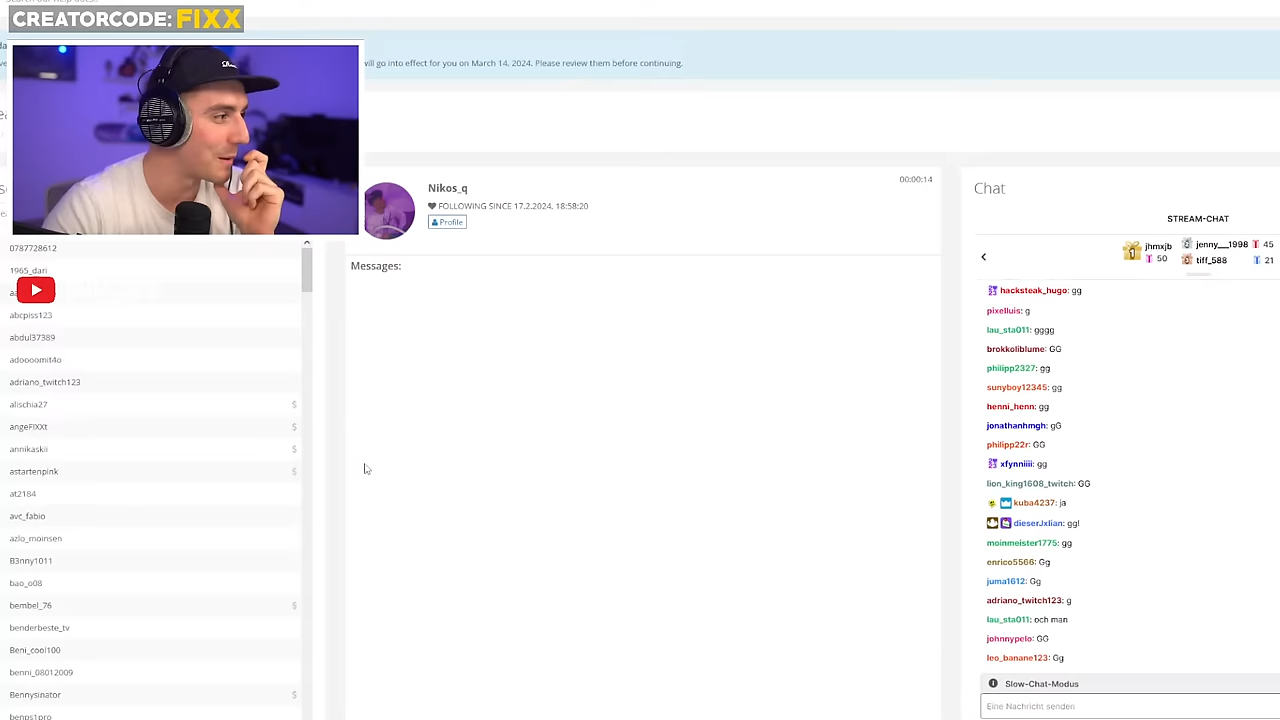 CREATORCODE: FIXX
will go into effect for you on March 14, 2024. Please review them before continuing.
Nikos_q
FOLLOWING SINCE 17.2.2024, 18:58:20
Profile
00:00:14
Messages:
0787728612
1965_dari
abcpiss123
abdul37389
adoooomit4o
adriano_twitch123
alischia27 $
angeFIXXt $
annikaskii $
astartenpink $
at2184
avc_fabio
azlo_moinsen
B3nny1011
bao_o08
bembel_76 $
benderbeste_tv
Beni_cool100
benni_08012009
Bennysinator $
benps1pro
Chat
STREAM-CHAT
1 jhmxjb 50
jenny___1998 45
tiff_588 21
hacksteak_hugo: gg
pixelluis: g
lau_sta011: gggg
brokkoliblume: GG
philipp2327: gg
sunyboy12345: gg
henni_henn: gg
jonathanhmgh: gG
philipp22r: GG
xfynniiii: gg
lion_king1608_twitch: GG
kuba4237: ja
dieserJxlian: gg!
moinmeister1775: gg
enrico5566: Gg
juma1612: Gg
adriano_twitch123: g
lau_sta011: och man
johnnypelo: GG
leo_banane123: Gg
Slow-Chat-Modus
Eine Nachricht senden